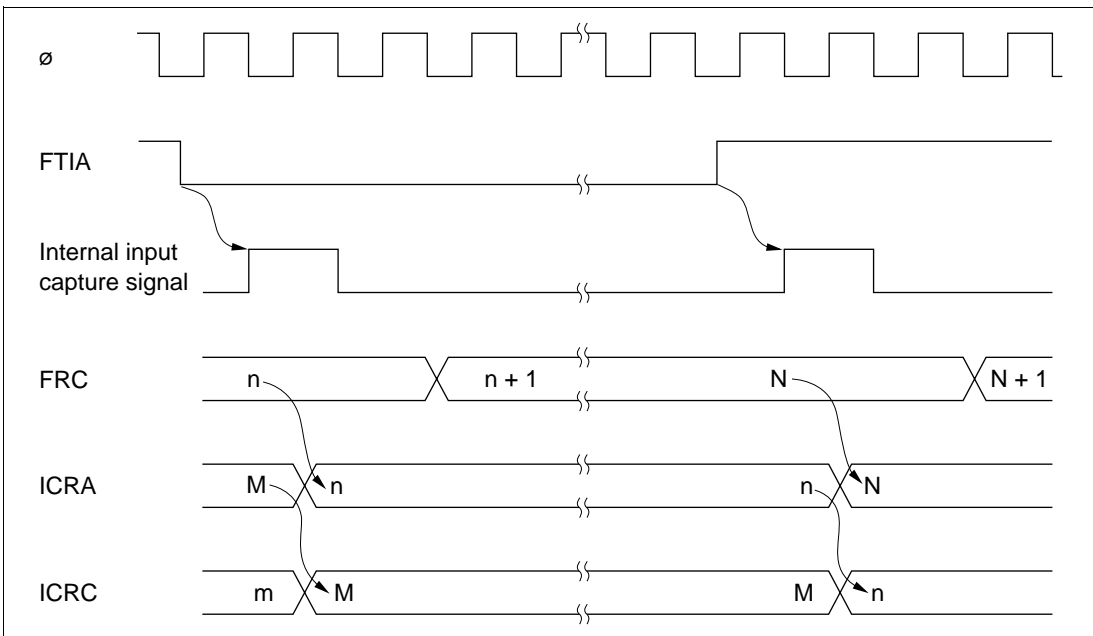 ø
FTIA
Internal input
capture signal
FRC n n + 1 N N + 1
ICRA M n n N
ICRC m M M n